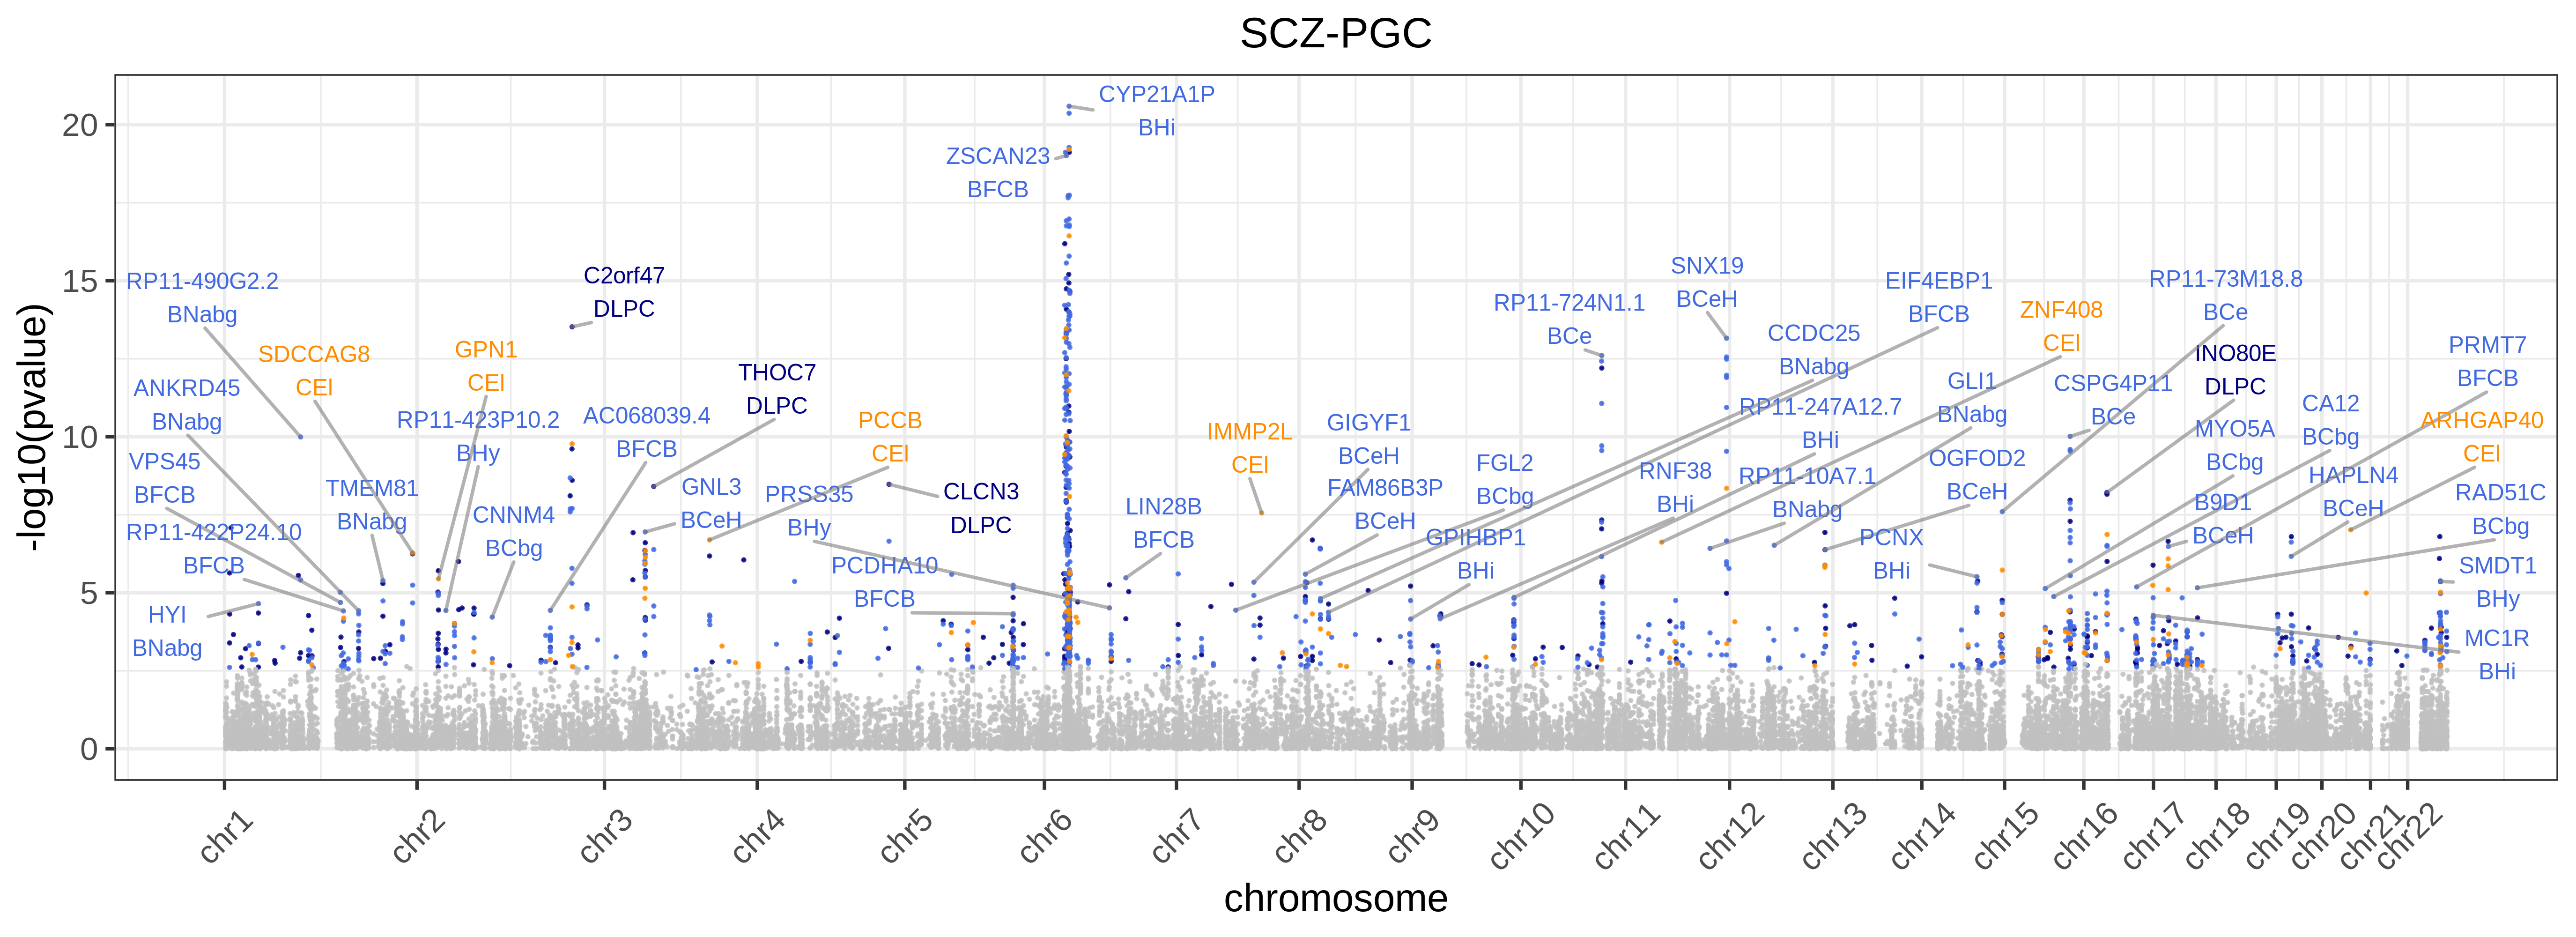 SCZ-PGC
-log10(pvalue)
20
15
10
5
0
CYP21A1P
BHi
ZSCAN23
BFCB
RP11-490G2.2
BNabg
SDCCAG8
CEl
ANKRD45
BNabg
VPS45
BFCB
RP11-422P24.10
BFCB
HYI
BNabg
TMEM81
BNabg
GPN1
CEl
RP11-423P10.2
BHy
CNNM4
BCbg
C2orf47
DLPC
AC068039.4
BFCB
THOC7
DLPC
GNL3
BCeH
PRSS35
BHy
PCCB
CEl
CLCN3
DLPC
PCDHA10
BFCB
LIN28B
BFCB
IMMP2L
CEl
GIGYF1
BCeH
FAM86B3P
BCeH
FGL2
BCbg
GPIHBP1
BHi
RP11-724N1.1
BCe
SNX19
BCeH
CCDC25
BNabg
RP11-247A12.7
BHi
RNF38
BHi
RP11-10A7.1
BNabg
EIF4EBP1
BFCB
GLI1
BNabg
OGFOD2
BCeH
PCNX
BHi
ZNF408
CEl
CSPG4P11
BCe
RP11-73M18.8
BCe
INO80E
DLPC
MYO5A
BCbg
B9D1
BCeH
CA12
BCbg
HAPLN4
BCeH
PRMT7
BFCB
ARHGAP40
CEl
RAD51C
BCbg
SMDT1
BHy
MC1R
BHi
chr1
chr2
chr3
chr4
chr5
chr6
chr7
chr8
chr9
chr10
chr11
chr12
chr13
chr14
chr15
chr16
chr17
chr18
chr19
chr20
chr21
chr22
chromosome